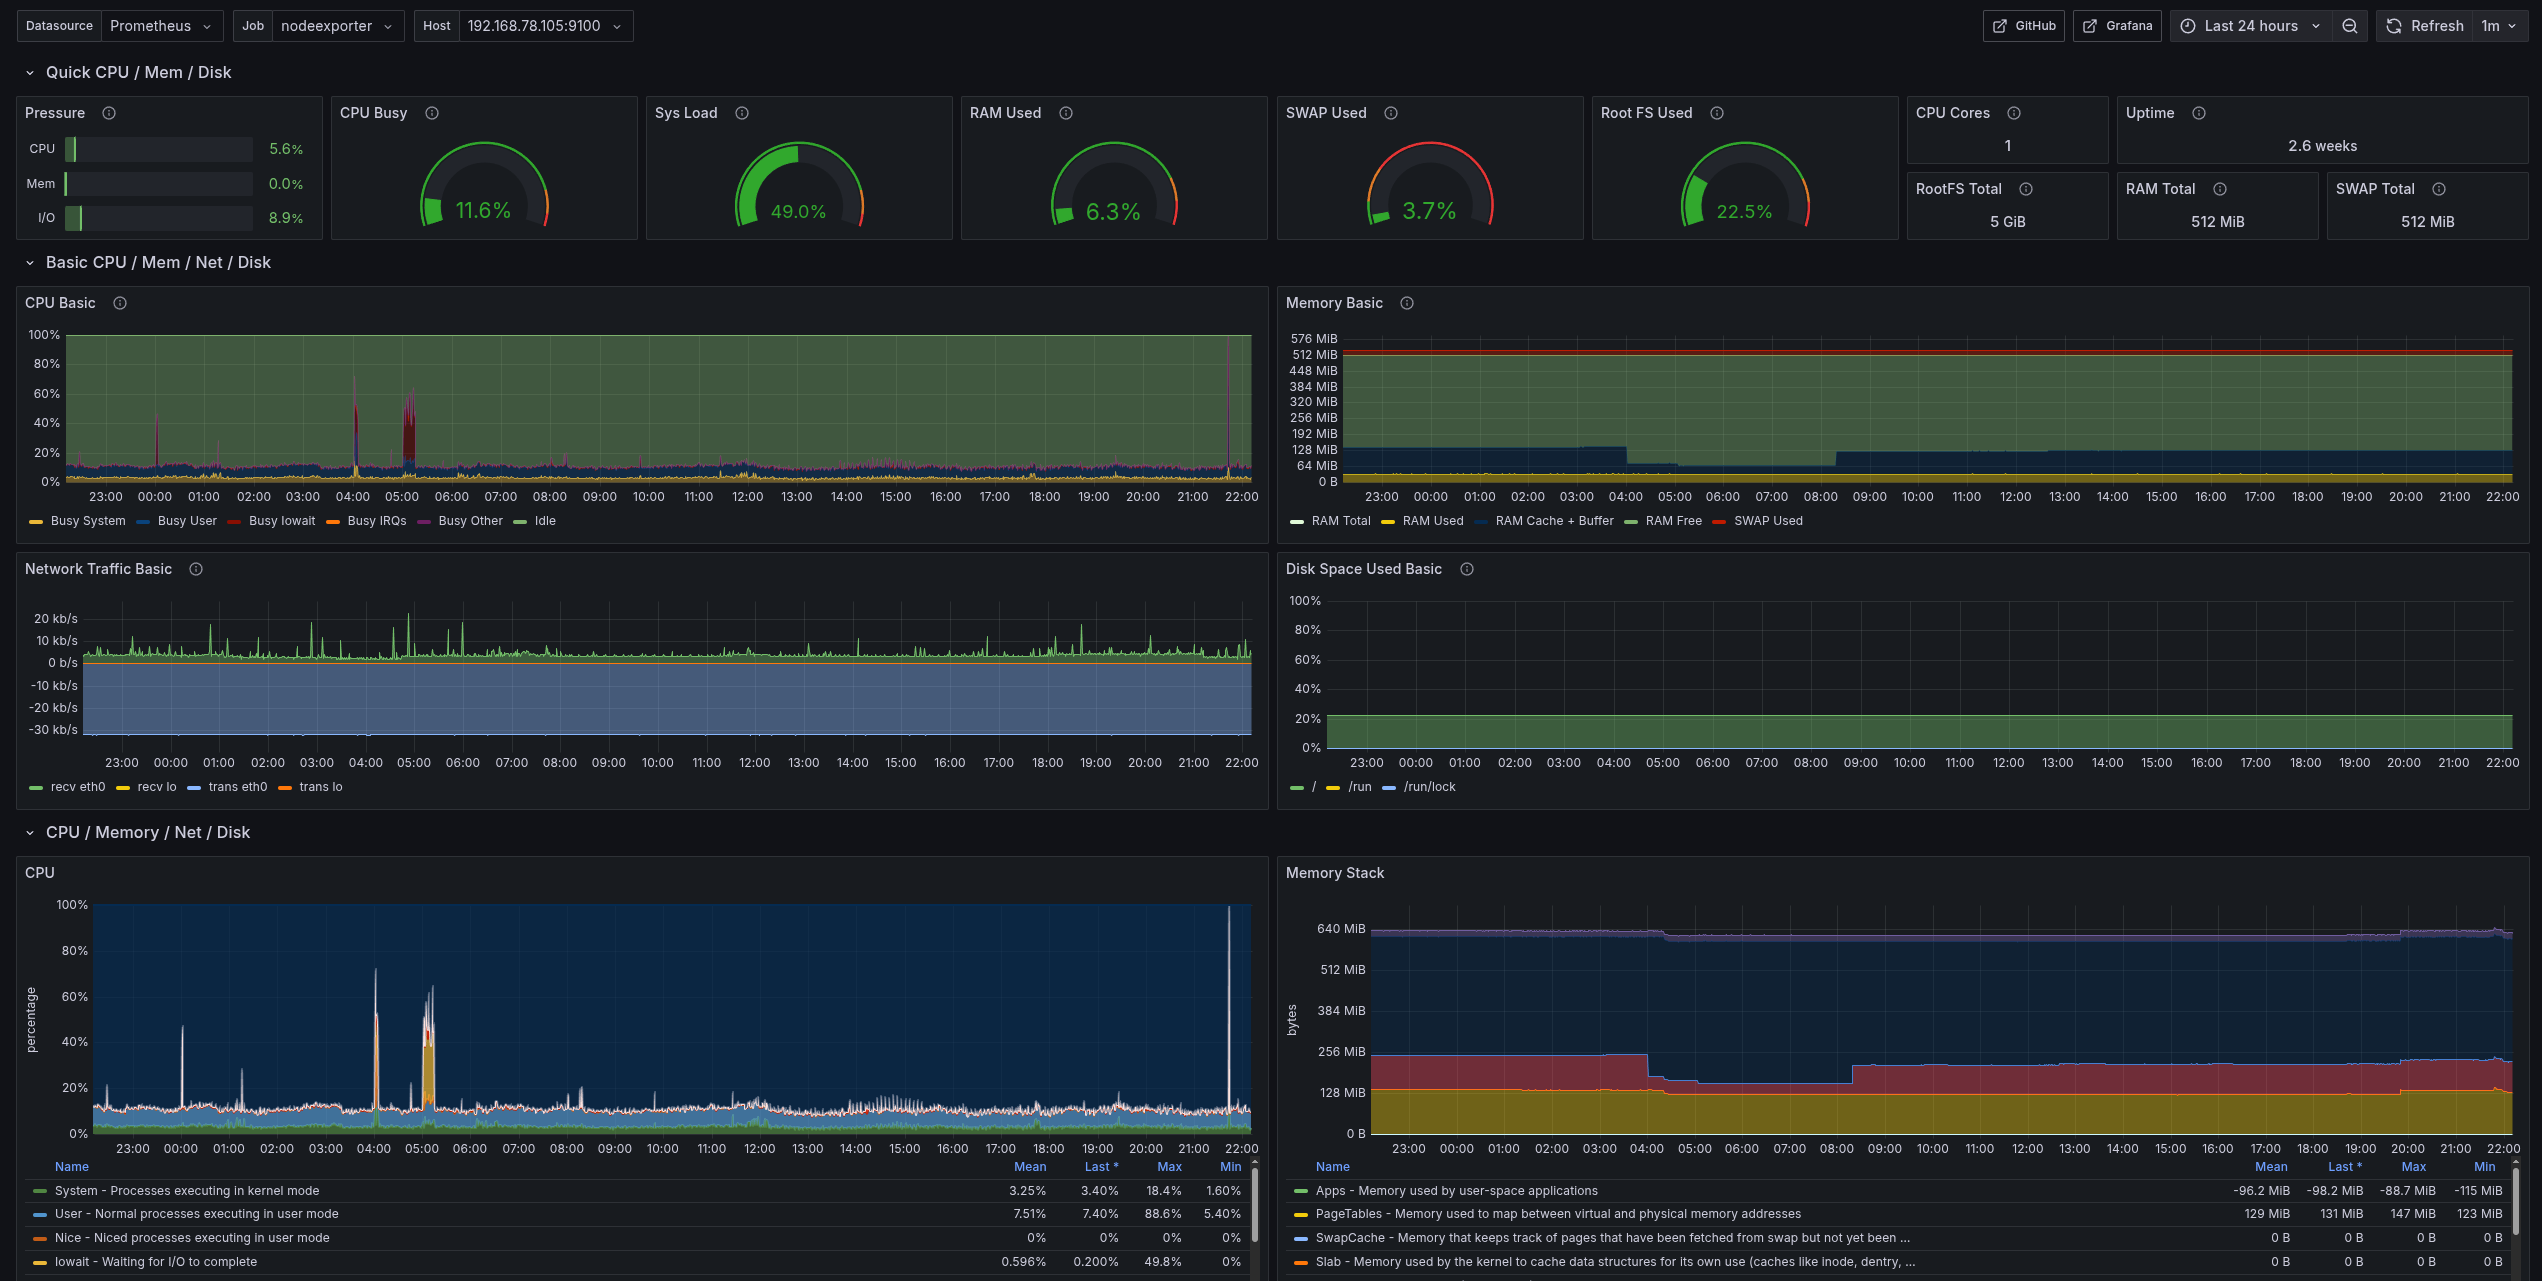 Datasource Prometheus Job nodeexporter Host 192.168.78.105:9100 GitHub Grafana Last 24 hours Refresh 1m
Quick CPU / Mem / Disk
Pressure CPU Busy Sys Load RAM Used SWAP Used Root FS Used CPU Cores Uptime
CPU 5.6%
Mem 0.0%
I/O 8.9%
11.6%
49.0%
6.3%
3.7%
22.5%
1
2.6 weeks
RootFS Total RAM Total SWAP Total
5 GiB 512 MiB 512 MiB
Basic CPU / Mem / Net / Disk
CPU Basic
100%
80%
60%
40%
20%
0%
23:00 00:00 01:00 02:00 03:00 04:00 05:00 06:00 07:00 08:00 09:00 10:00 11:00 12:00 13:00 14:00 15:00 16:00 17:00 18:00 19:00 20:00 21:00 22:00
Busy System Busy User Busy Iowait Busy IRQs Busy Other Idle
Memory Basic
576 MiB
512 MiB
448 MiB
384 MiB
320 MiB
256 MiB
192 MiB
128 MiB
64 MiB
0 B
23:00 00:00 01:00 02:00 03:00 04:00 05:00 06:00 07:00 08:00 09:00 10:00 11:00 12:00 13:00 14:00 15:00 16:00 17:00 18:00 19:00 20:00 21:00 22:00
RAM Total RAM Used RAM Cache + Buffer RAM Free SWAP Used
Network Traffic Basic
20 kb/s
10 kb/s
0 b/s
-10 kb/s
-20 kb/s
-30 kb/s
23:00 00:00 01:00 02:00 03:00 04:00 05:00 06:00 07:00 08:00 09:00 10:00 11:00 12:00 13:00 14:00 15:00 16:00 17:00 18:00 19:00 20:00 21:00 22:00
recv eth0 recv lo trans eth0 trans lo
Disk Space Used Basic
100%
80%
60%
40%
20%
0%
23:00 00:00 01:00 02:00 03:00 04:00 05:00 06:00 07:00 08:00 09:00 10:00 11:00 12:00 13:00 14:00 15:00 16:00 17:00 18:00 19:00 20:00 21:00 22:00
/ /run /run/lock
CPU / Memory / Net / Disk
CPU
percentage
100%
80%
60%
40%
20%
0%
23:00 00:00 01:00 02:00 03:00 04:00 05:00 06:00 07:00 08:00 09:00 10:00 11:00 12:00 13:00 14:00 15:00 16:00 17:00 18:00 19:00 20:00 21:00 22:00
Name Mean Last * Max Min
System - Processes executing in kernel mode 3.25% 3.40% 18.4% 1.60%
User - Normal processes executing in user mode 7.51% 7.40% 88.6% 5.40%
Nice - Niced processes executing in user mode 0% 0% 0% 0%
Iowait - Waiting for I/O to complete 0.596% 0.200% 49.8% 0%
Memory Stack
bytes
640 MiB
512 MiB
384 MiB
256 MiB
128 MiB
0 B
23:00 00:00 01:00 02:00 03:00 04:00 05:00 06:00 07:00 08:00 09:00 10:00 11:00 12:00 13:00 14:00 15:00 16:00 17:00 18:00 19:00 20:00 21:00 22:00
Name Mean Last * Max Min
Apps - Memory used by user-space applications -96.2 MiB -98.2 MiB -88.7 MiB -115 MiB
PageTables - Memory used to map between virtual and physical memory addresses 129 MiB 131 MiB 147 MiB 123 MiB
SwapCache - Memory that keeps track of pages that have been fetched from swap but not yet been ... 0 B 0 B 0 B 0 B
Slab - Memory used by the kernel to cache data structures for its own use (caches like inode, dentry, ... 0 B 0 B 0 B 0 B